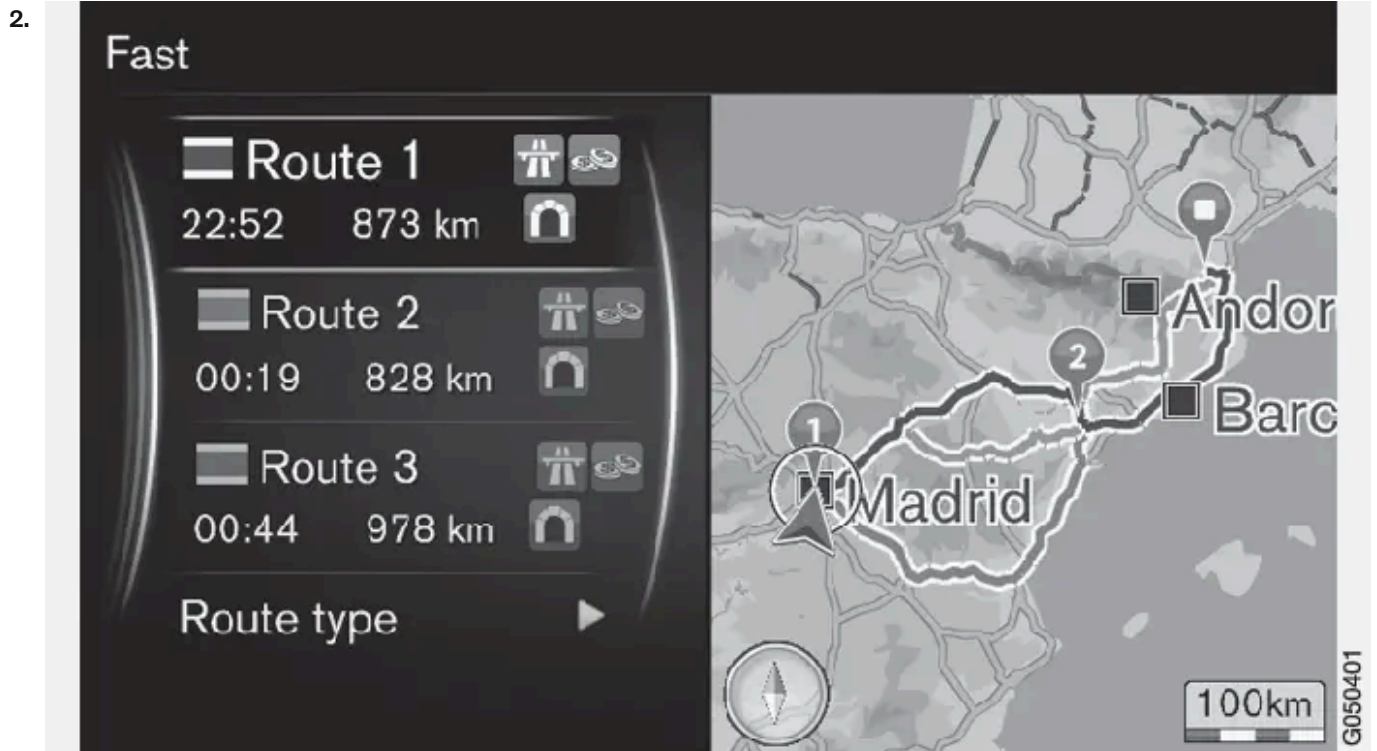 2.
Fast
Route 1
22:52 873 km
Route 2
00:19 828 km
Route 3
00:44 978 km
Route type
Andor
2
Barc
1
Madrid
100km
G050401